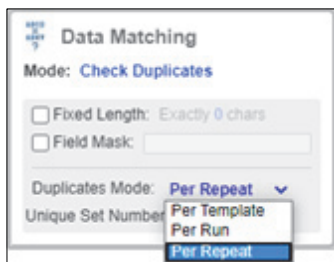 Data Matching
Mode: Check Duplicates
Fixed Length: Exactly 0 chars
Field Mask:
Duplicates Mode: Per Repeat
Unique Set Number
Per Template
Per Run
Per Repeat